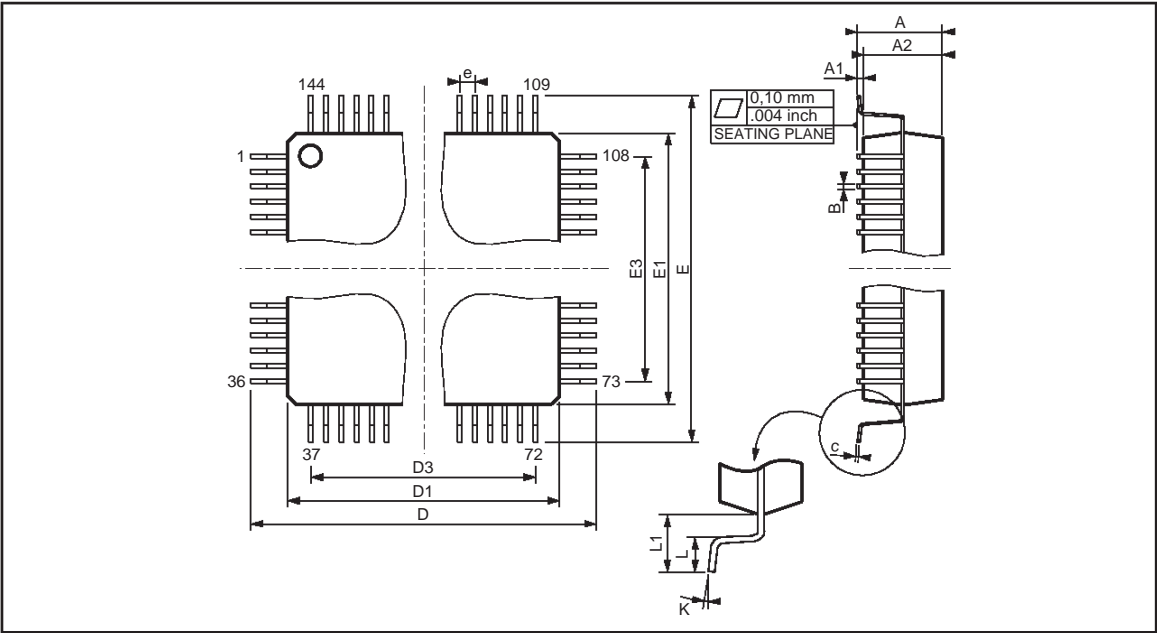 A
A2
A1
e
144
109
0,10 mm
.004 inch
SEATING PLANE
1
108
B
E3
E1
E
36
73
37
72
c
D3
D1
D
L1
L
K